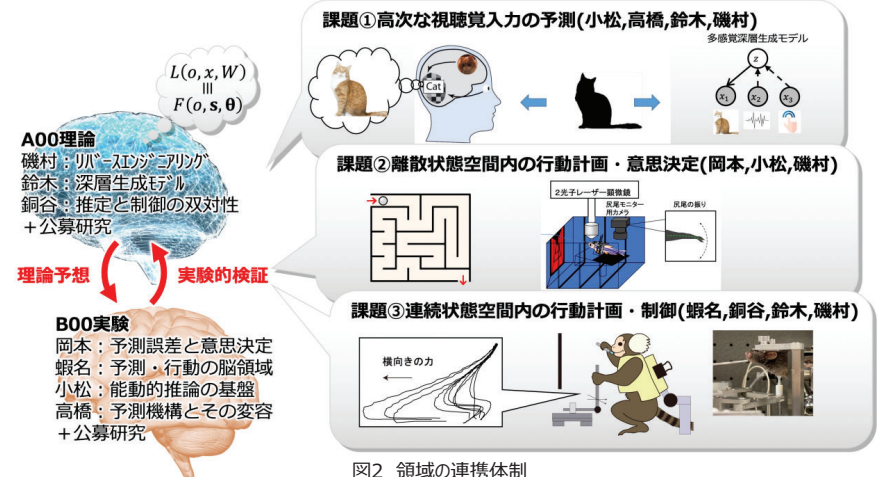 課題①高次な視聴覚入力の予測(小松,高橋,鈴木,磯村)
多感覚深層生成モデル
z
x₁ x₂ x₃
Cat
L(o, x, W)
≡
F(o, s, θ)
A00理論
磯村：ﾘﾊﾞｰｽｴﾝｼﾞﾆｱﾘﾝｸﾞ
鈴木：深層生成ﾓﾃﾞﾙ
銅谷：推定と制御の双対性
＋公募研究
理論予想
実験的検証
B00実験
岡本：予測誤差と意思決定
蝦名：予測・行動の脳領域
小松：能動的推論の基盤
高橋：予測機構とその変容
＋公募研究
課題②離散状態空間内の行動計画・意思決定(岡本,小松,磯村)
2光子レーザー顕微鏡
尻尾モニター
用カメラ
尻尾の振り
課題③連続状態空間内の行動計画・制御(蝦名,銅谷,鈴木,磯村)
横向きの力
図2 領域の連携体制